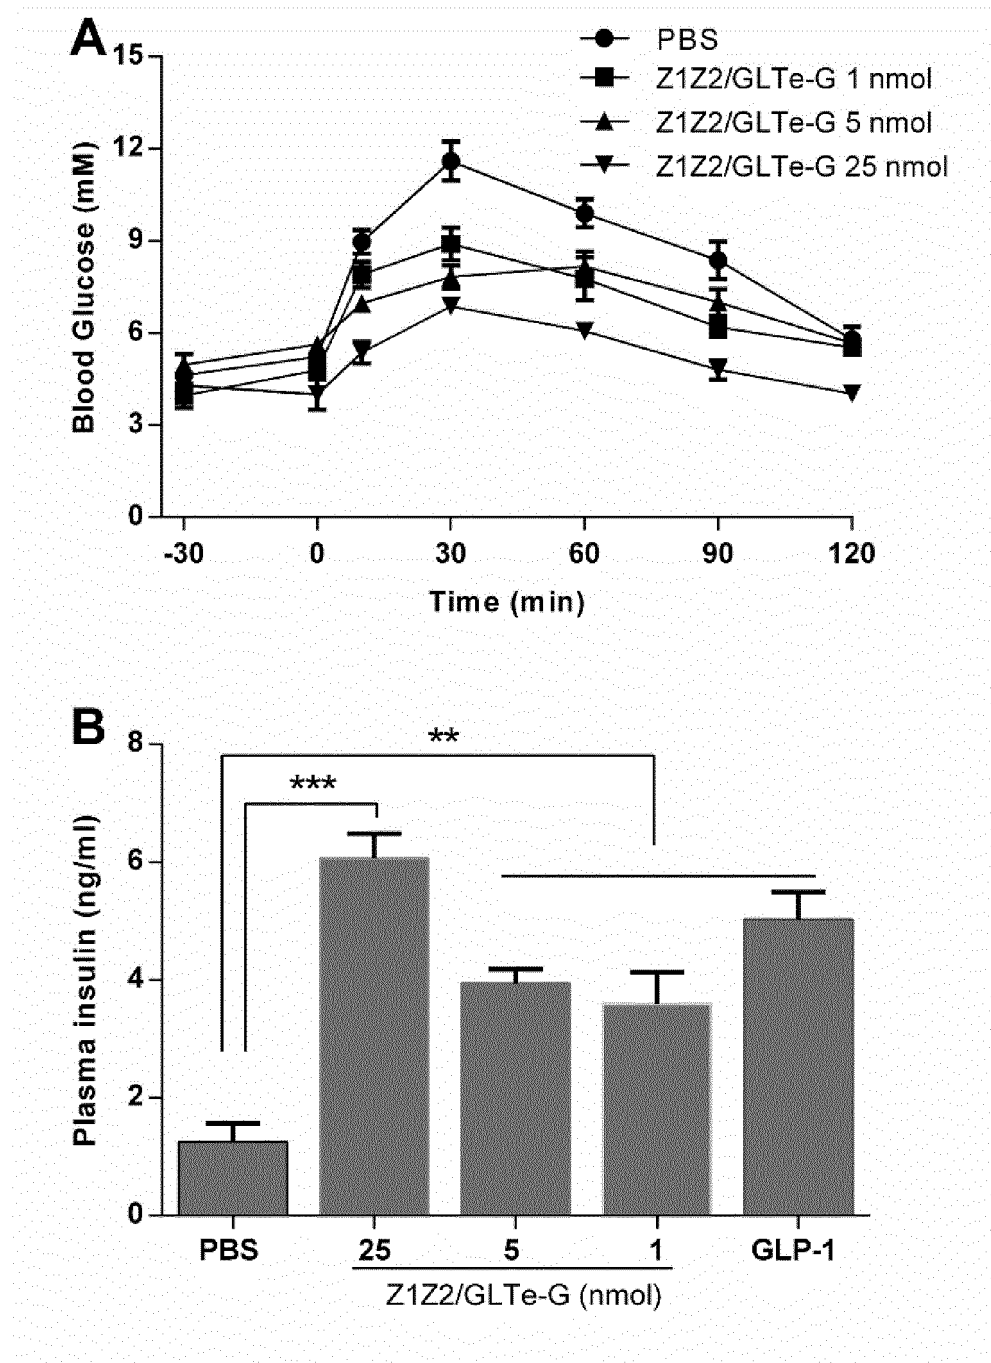 A
PBS
Z1Z2/GLTe-G 1 nmol
Z1Z2/GLTe-G 5 nmol
Z1Z2/GLTe-G 25 nmol
Blood Glucose (mM)
15
12
9
6
3
0
-30 0 30 60 90 120
Time (min)
B
**
***
Plasma insulin (ng/ml)
8
6
4
2
0
PBS 25 5 1 GLP-1
Z1Z2/GLTe-G (nmol)